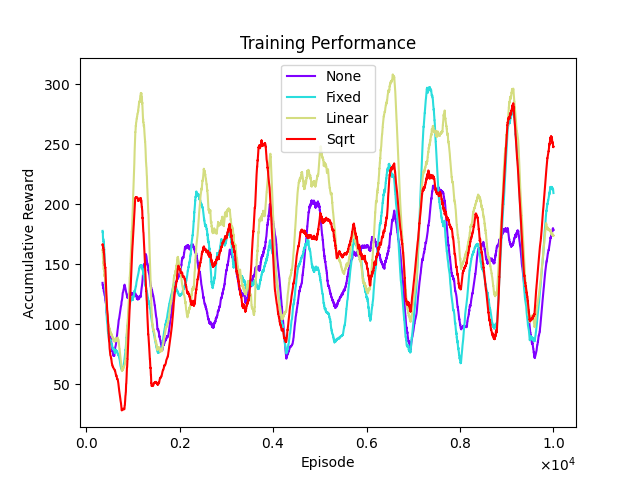 Training Performance
None
Fixed
Linear
Sqrt
Accumulative Reward
300
250
200
150
100
50
0.0 0.2 0.4 0.6 0.8 1.0
Episode
×10⁴